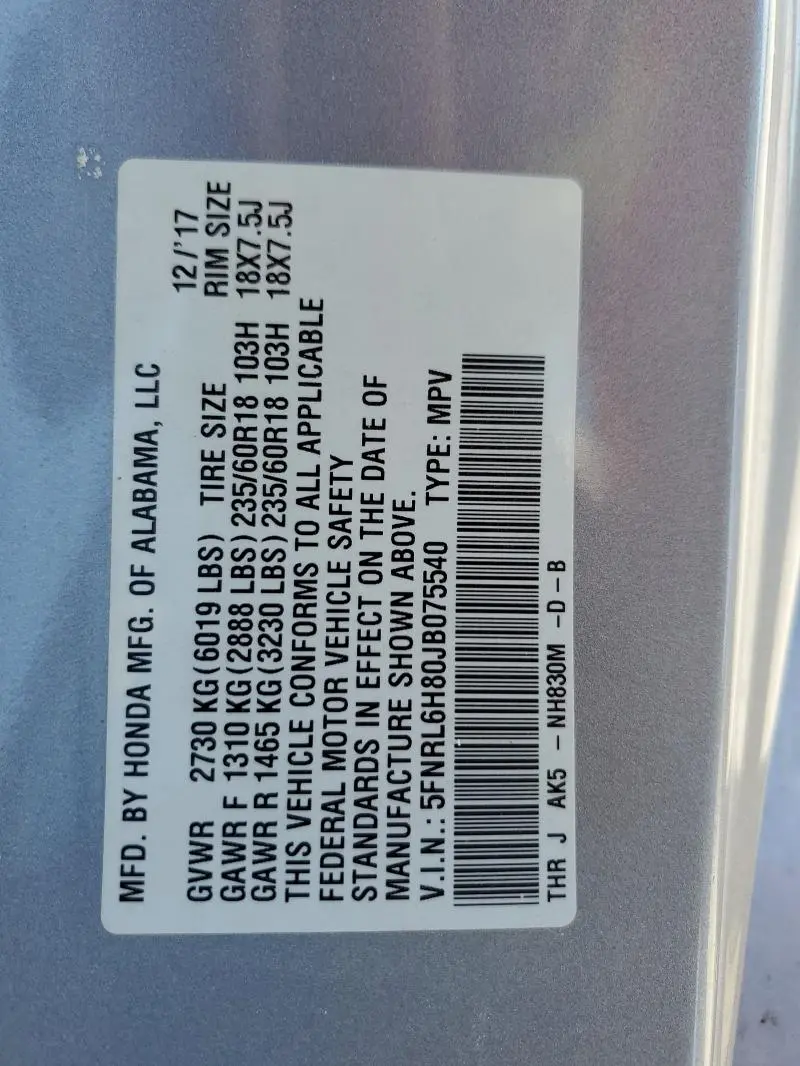 MFD. BY HONDA MFG. OF ALABAMA, LLC
12/'17
GVWR 2730 KG(6019 LBS) TIRE SIZE RIM SIZE
GAWR F 1310 KG(2888 LBS)235/60R18 103H 18X7.5J
GAWR R 1465 KG(3230 LBS)235/60R18 103H 18X7.5J
THIS VEHICLE CONFORMS TO ALL APPLICABLE
FEDERAL MOTOR VEHICLE SAFETY
STANDARDS IN EFFECT ON THE DATE OF
MANUFACTURE SHOWN ABOVE.
V.I.N.:5FNRL6H80JB075540 TYPE: MPV
THR J AK5 - NH830M -D-B